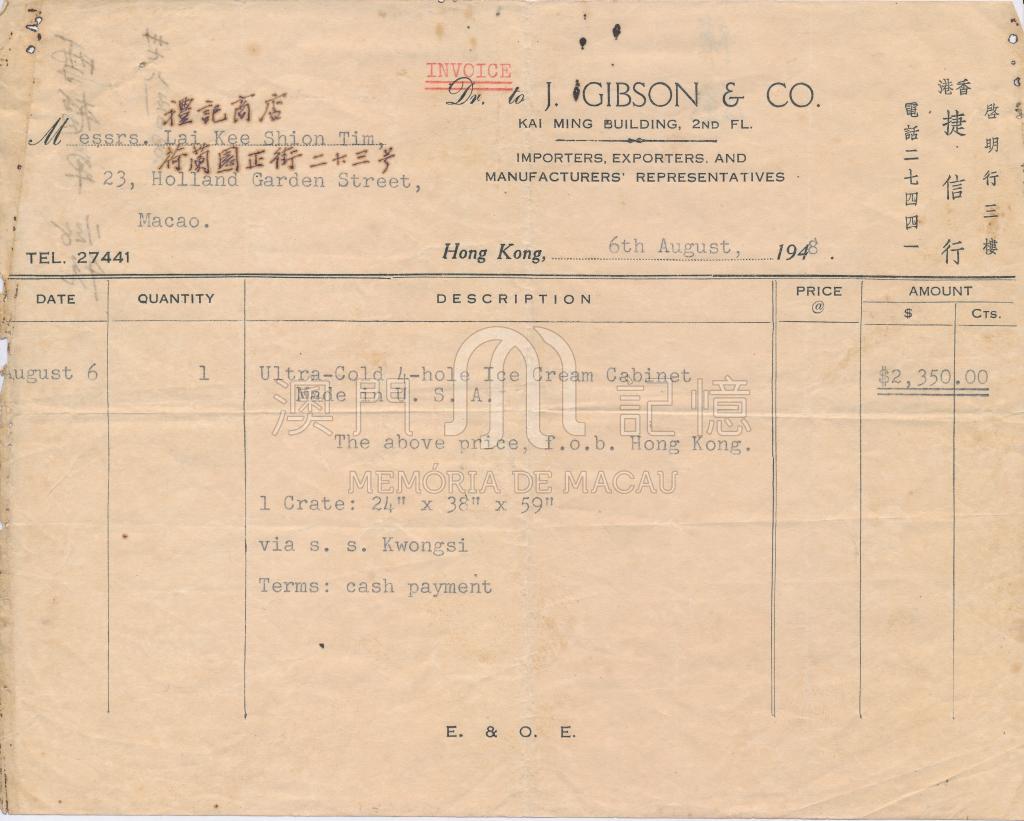 INVOICE
Dr. to J. GIBSON & CO.
KAI MING BUILDING, 2ND FL.
IMPORTERS, EXPORTERS, AND
MANUFACTURERS' REPRESENTATIVES
香港
捷信行
啓明行三樓
電話二七四四一
禮記商店
Messrs. Lai Kee Shion Tim,
荷蘭園正街二十三号
23, Holland Garden Street,
Macao.
TEL. 27441
Hong Kong, 6th August, 1948.
DATE QUANTITY DESCRIPTION PRICE @ AMOUNT
$ CTS.
August 6 1 Ultra-Cold 4-hole Ice Cream Cabinet $2,350.00
Made in U. S. A.
澳門記憶
The above price, f.o.b. Hong Kong.
MEMÓRIA DE MACAU
1 Crate: 24" x 38" x 59"
via s. s. Kwongsi
Terms: cash payment
E. & O. E.